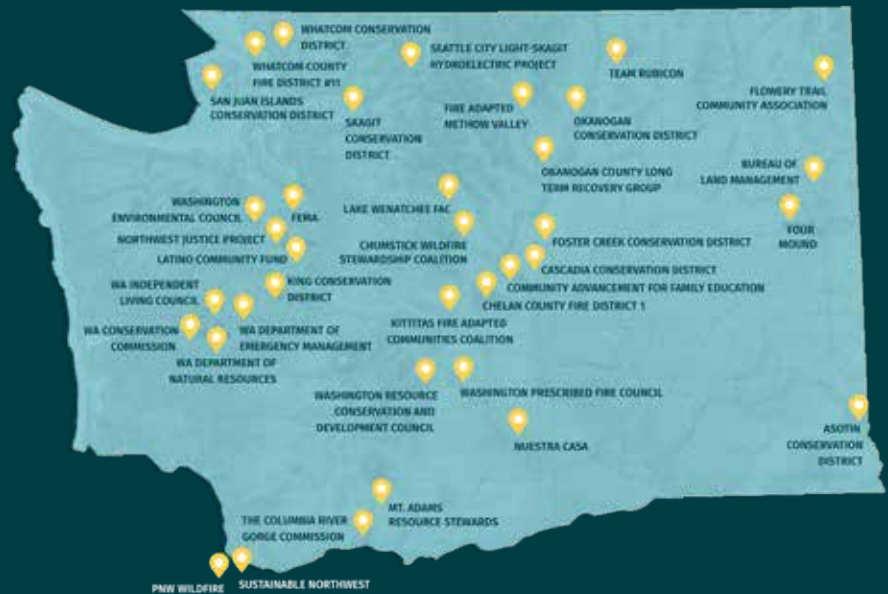 WHATCOM CONSERVATION
DISTRICT
WHATCOM COUNTY
FIRE DISTRICT #11
SAN JUAN ISLANDS
CONSERVATION DISTRICT
SKAGIT
CONSERVATION
DISTRICT
SEATTLE CITY LIGHT-SKAGIT
HYDROELECTRIC PROJECT
TEAM RUBICON
FLOWERY TRAIL
COMMUNITY ASSOCIATION
FIRE ADAPTED
METHOW VALLEY
OKANOGAN
CONSERVATION DISTRICT
OKANOGAN COUNTY LONG
TERM RECOVERY GROUP
BUREAU OF
LAND MANAGEMENT
FOUR
MOUND
WASHINGTON
ENVIRONMENTAL COUNCIL
FEMA
NORTHWEST JUSTICE PROJECT
LATINO COMMUNITY FUND
LAKE WENATCHEE FAC
CHUMSTICK WILDFIRE
STEWARDSHIP COALITION
FOSTER CREEK CONSERVATION DISTRICT
CASCADIA CONSERVATION DISTRICT
COMMUNITY ADVANCEMENT FOR FAMILY EDUCATION
CHELAN COUNTY FIRE DISTRICT 1
WA INDEPENDENT
LIVING COUNCIL
KING CONSERVATION
DISTRICT
WA CONSERVATION
COMMISSION
WA DEPARTMENT OF
EMERGENCY MANAGEMENT
WA DEPARTMENT OF
NATURAL RESOURCES
KITTITAS FIRE ADAPTED
COMMUNITIES COALITION
WASHINGTON RESOURCE
CONSERVATION AND
DEVELOPMENT COUNCIL
WASHINGTON PRESCRIBED FIRE COUNCIL
NUESTRA CASA
ASOTIN
CONSERVATION
DISTRICT
MT. ADAMS
RESOURCE STEWARDS
THE COLUMBIA RIVER
GORGE COMMISSION
PNW WILDFIRE
SUSTAINABLE NORTHWEST